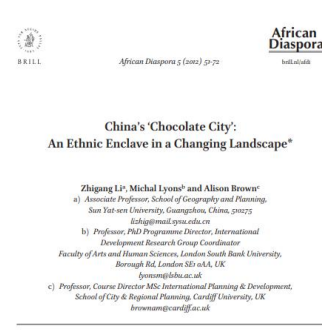 African
Diaspora
BRILL
African Diaspora 5 (2012) 51-72
brill.nl/afdi
China's 'Chocolate City':
An Ethnic Enclave in a Changing Landscape*
Zhigang Liᵃ, Michal Lyonsᵇ and Alison Brownᶜ
a) Associate Professor, School of Geography and Planning,
Sun Yat-sen University, Guangzhou, China, 510275
lizhig@mail.sysu.edu.cn
b) Professor, PhD Programme Director, International
Development Research Group Coordinator
Faculty of Arts and Human Sciences, London South Bank University,
Borough Rd, London SE1 0AA, UK
lyonsm@lsbu.ac.uk
c) Professor, Course Director MSc International Planning & Development,
School of City & Regional Planning, Cardiff University, UK
brownam@cardiff.ac.uk